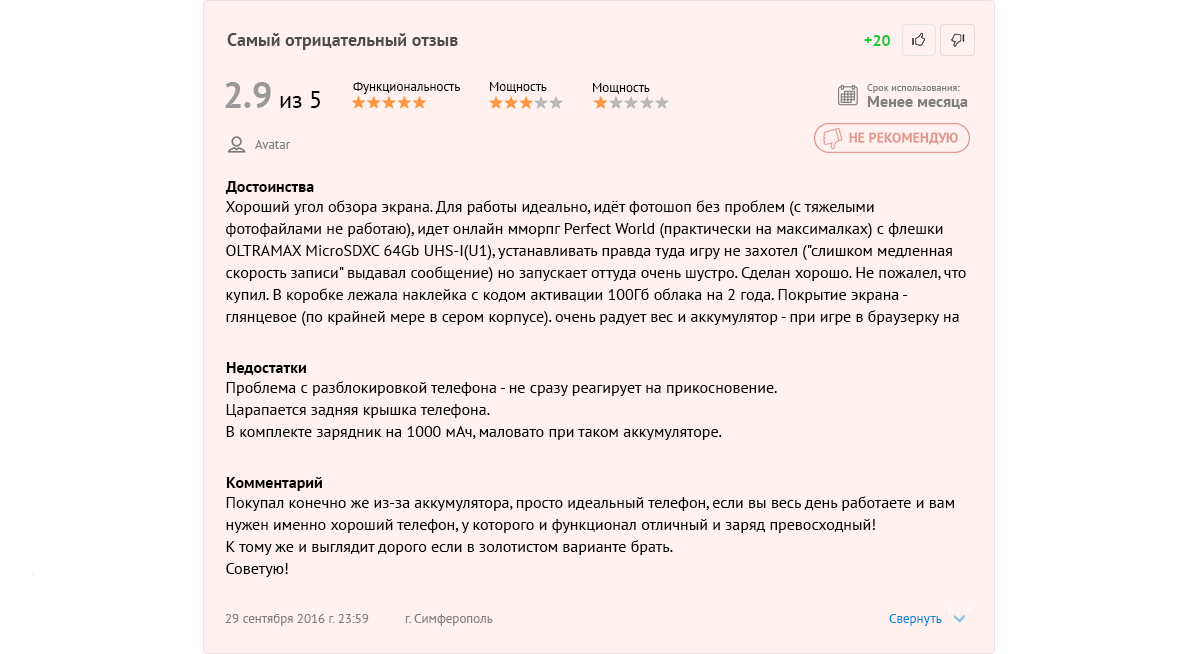 Самый отрицательный отзыв
+20
2.9 из 5
Функциональность
Мощность
Мощность
Срок использования:
Менее месяца
Avatar
НЕ РЕКОМЕНДУЮ
Достоинства
Хороший угол обзора экрана. Для работы идеально, идёт фотошоп без проблем (с тяжелыми
фотофайлами не работаю), идет онлайн мморпг Perfect World (практически на максималках) с флешки
OLTRAMAX MicroSDXC 64Gb UHS-I(U1), устанавливать правда туда игру не захотел ("слишком медленная
скорость записи" выдавал сообщение) но запускает оттуда очень шустро. Сделан хорошо. Не пожалел, что
купил. В коробке лежала наклейка с кодом активации 100Гб облака на 2 года. Покрытие экрана -
глянцевое (по крайней мере в сером корпусе). очень радует вес и аккумулятор - при игре в браузерку на
Недостатки
Проблема с разблокировкой телефона - не сразу реагирует на прикосновение.
Царапается задняя крышка телефона.
В комплекте зарядник на 1000 мАч, маловато при таком аккумуляторе.
Комментарий
Покупал конечно же из-за аккумулятора, просто идеальный телефон, если вы весь день работаете и вам
нужен именно хороший телефон, у которого и функционал отличный и заряд превосходный!
К тому же и выглядит дорого если в золотистом варианте брать.
Советую!
29 сентября 2016 г. 23:59
г. Симферополь
Свернуть